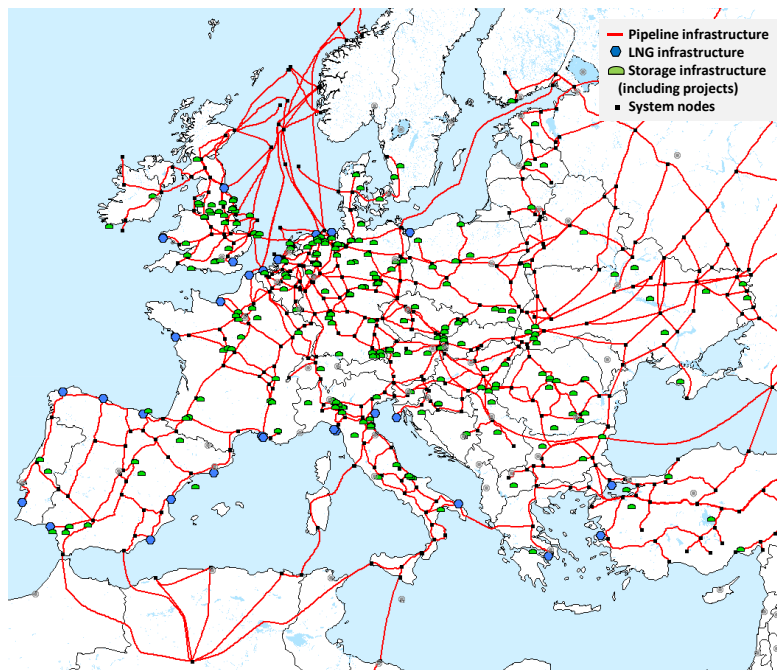 Pipeline infrastructure
LNG infrastructure
Storage infrastructure
(including projects)
System nodes